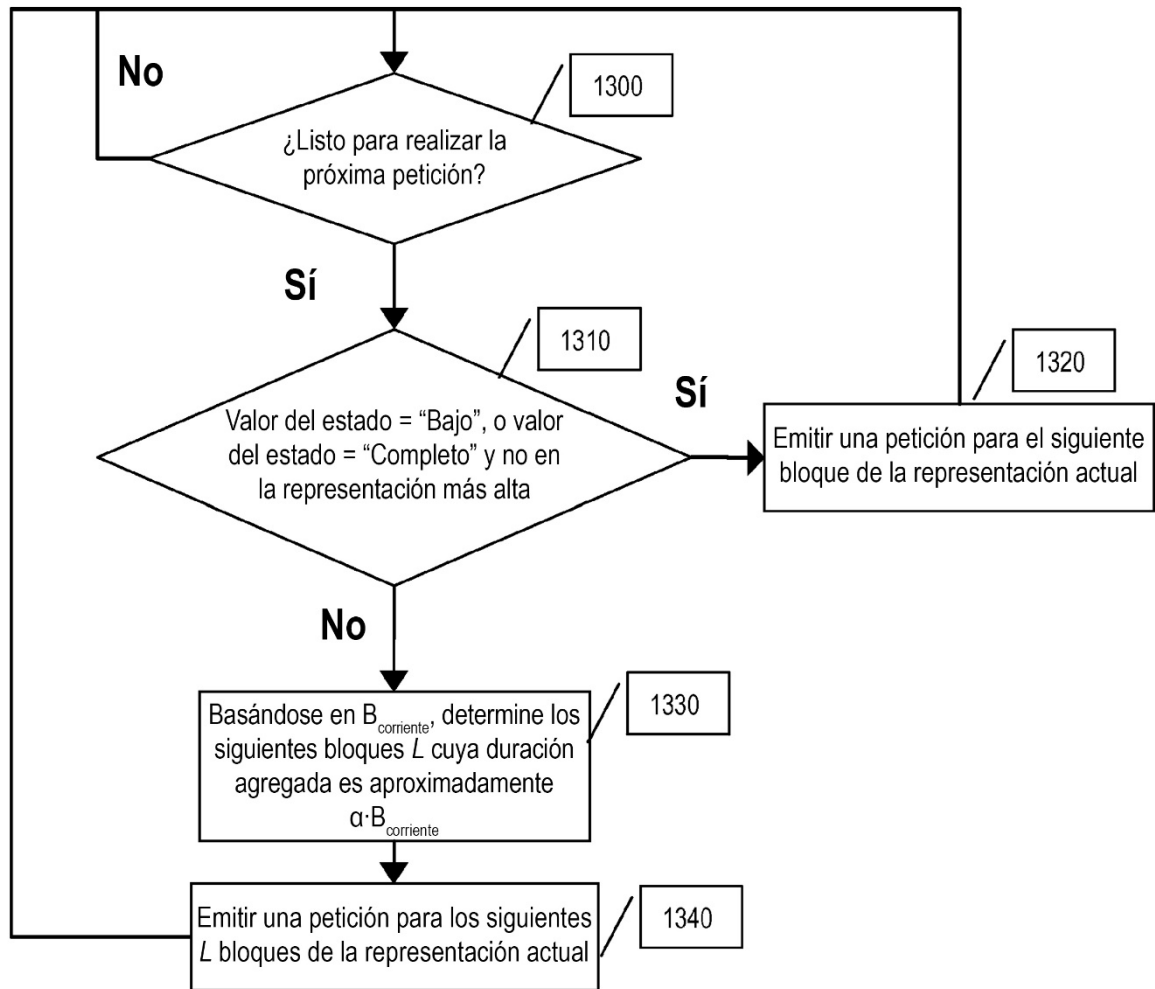 No
1300
¿Listo para realizar la
próxima petición?
Sí
1310
1320
Sí
Valor del estado = “Bajo”, o valor
del estado = “Completo” y no en
la representación más alta
Emitir una petición para el siguiente
bloque de la representación actual
No
1330
Basándose en B_corriente, determine los
siguientes bloques L cuya duración
agregada es aproximadamente
α·B_corriente
1340
Emitir una petición para los siguientes
L bloques de la representación actual